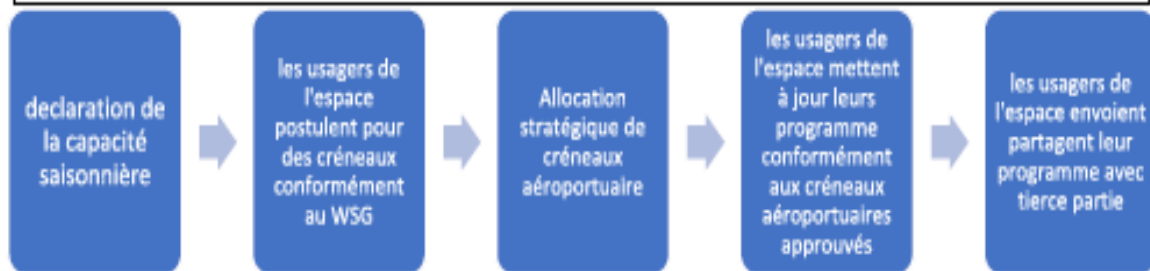 declaration de
la capacité
saisonnière
les usagers de
l'espace
postulent pour
des créneaux
conformément
au WSG
Allocation
stratégique de
créneaux
aéroportuaire
les usagers de
l'espace mettent
à jour leurs
programme
conformément
aux créneaux
aéroportuaires
approuvés
les usagers de
l'espace envoient
partagent leur
programme avec
tierce partie